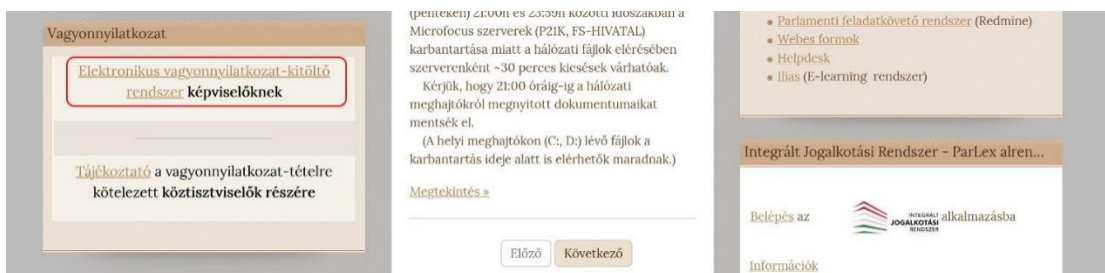 Vagyonnyilatkozat
Elektronikus vagyonnyilatkozat-kitöltő
rendszer képviselőknek
Tájékoztató a vagyonnyilatkozat-tételre
kötelezett köztisztviselők részére
(pénteken) 21:00h és 23:59h közötti időszakban a
Microfocus szerverek (P21K, FS-HIVATAL)
karbantartása miatt a hálózati fájlok elérésében
szerverenként ~30 perces kiesések várhatóak.
Kérjük, hogy 21:00 óráig-ig a hálózati
meghajtókról megnyitott dokumentumaikat
mentsék el.
(A helyi meghajtókon (C:, D:) lévő fájlok a
karbantartás ideje alatt is elérhetők maradnak.)
Megtekintés »
Előző Következő
Parlamenti feladatkövető rendszer (Redmine)
Webes formok
Helpdesk
Ilias (E-learning rendszer)
Integrált Jogalkotási Rendszer - ParLex alren...
Belépés az INTEGRÁLT JOGALKOTÁSI RENDSZER alkalmazásba
Információk